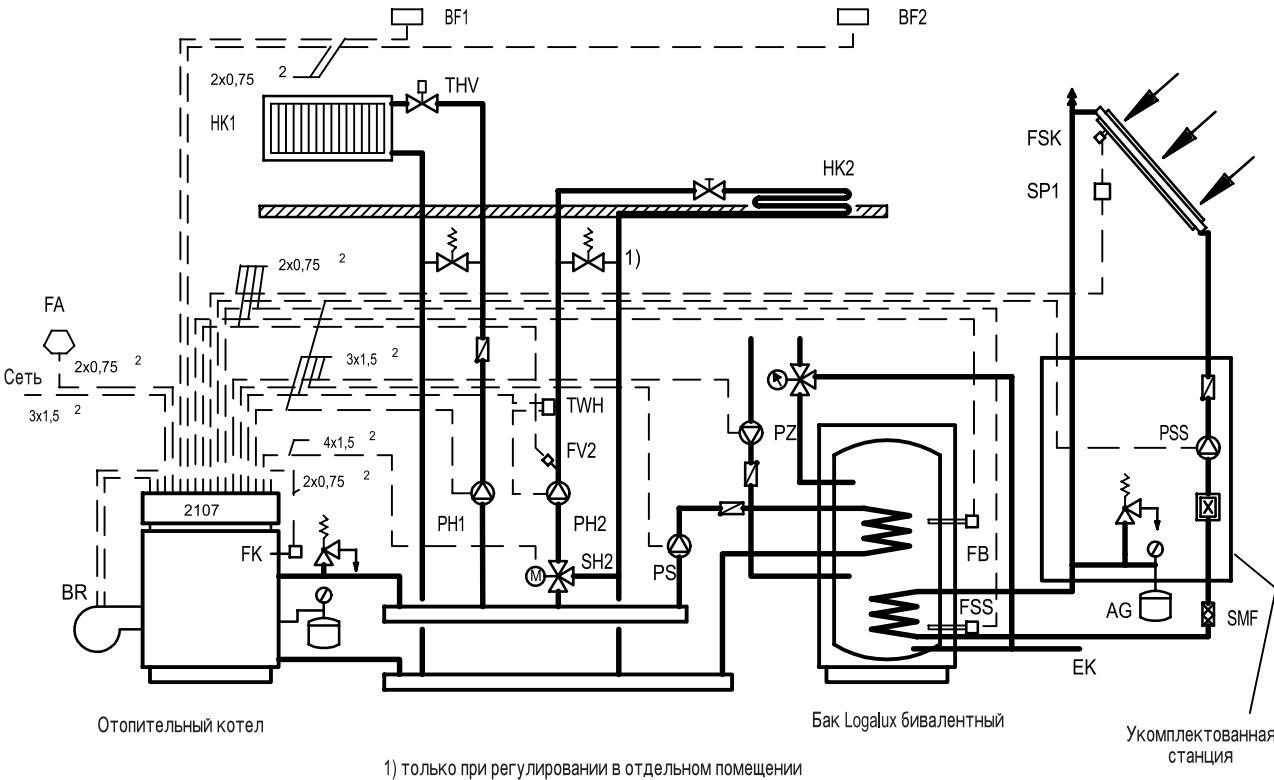 BF1
BF2
2x0,75 2
THV
HK1
FSK
HK2
SP1
1)
2x0,75 2
FA
3x1,5 2
2x0,75 2
Сеть
3x1,5 2
TWH
PZ
PSS
4x1,5 2
FV2
2x0,75 2
2107
PH1
PH2
FK
SH2
M
PS
FB
BR
FSS
AG
SMF
EK
Отопительный котел
Бак Logalux бивалентный
Укомплектованная
станция
1) только при регулировании в отдельном помещении